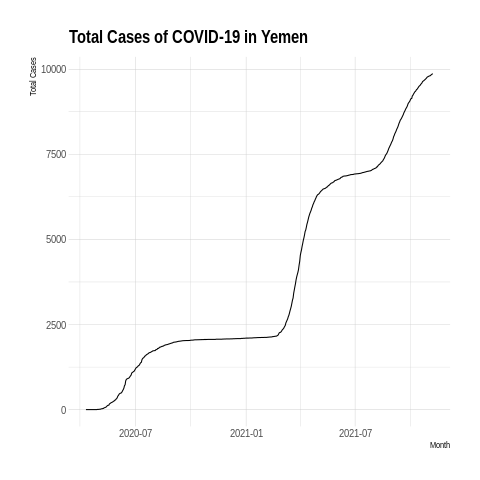 Total Cases of COVID-19 in Yemen
Total Cases
10000
7500
5000
2500
0
2020-07
2021-01
2021-07
Month